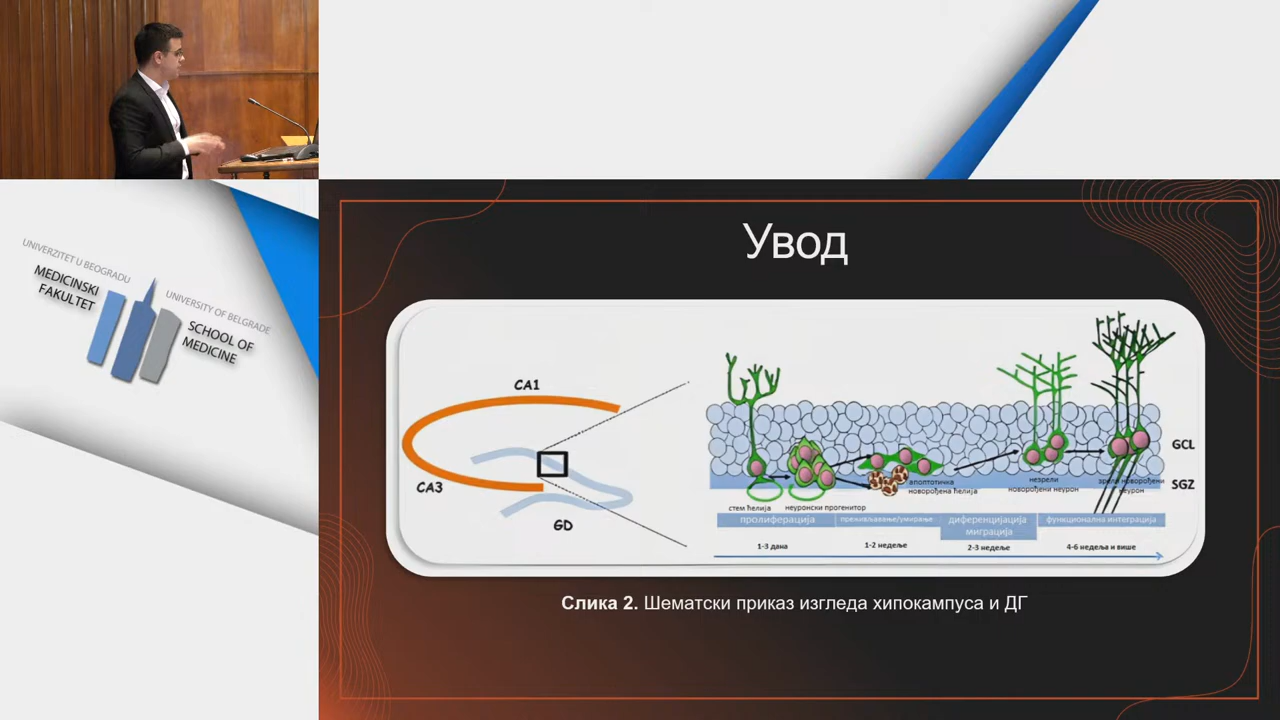 UNIVERZITET U BEOGRADU
MEDICINSKI
FAKULTET
UNIVERSITY OF BELGRADE
SCHOOL OF
MEDICINE
Увод
CA1
CA3
GD
GCL
SGZ
апоптотичка
новорођена ћелија
незрели
новорођени неурон
зрели новорођени
неурон
стем ћелија
неуронски прогенитор
пролиферација
преживљавање/умирање
диференцијација
миграција
функционална интеграција
1-3 дана
1-2 недеље
2-3 недеље
4-6 недеља и више
Слика 2. Шематски приказ изгледа хипокампуса и ДГ